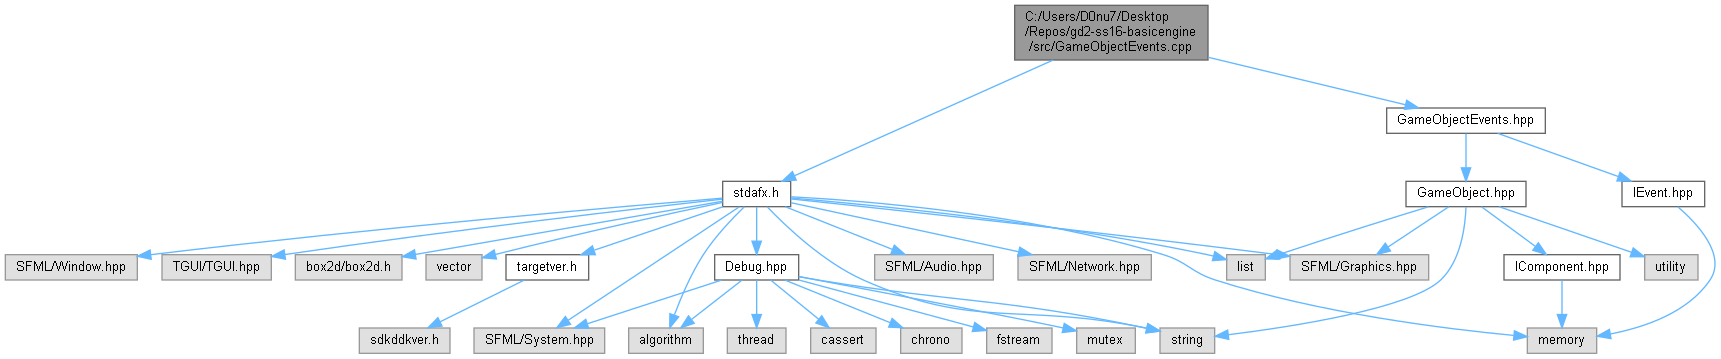 C:/Users/D0nu7/Desktop
/Repos/gd2-ss16-basicengine
/src/GameObjectEvents.cpp
GameObjectEvents.hpp
stdafx.h
GameObject.hpp
IEvent.hpp
SFML/Window.hpp
TGUI/TGUI.hpp
box2d/box2d.h
vector
targetver.h
Debug.hpp
SFML/Audio.hpp
SFML/Network.hpp
list
SFML/Graphics.hpp
IComponent.hpp
utility
sdkddkver.h
SFML/System.hpp
algorithm
thread
cassert
chrono
fstream
mutex
string
memory